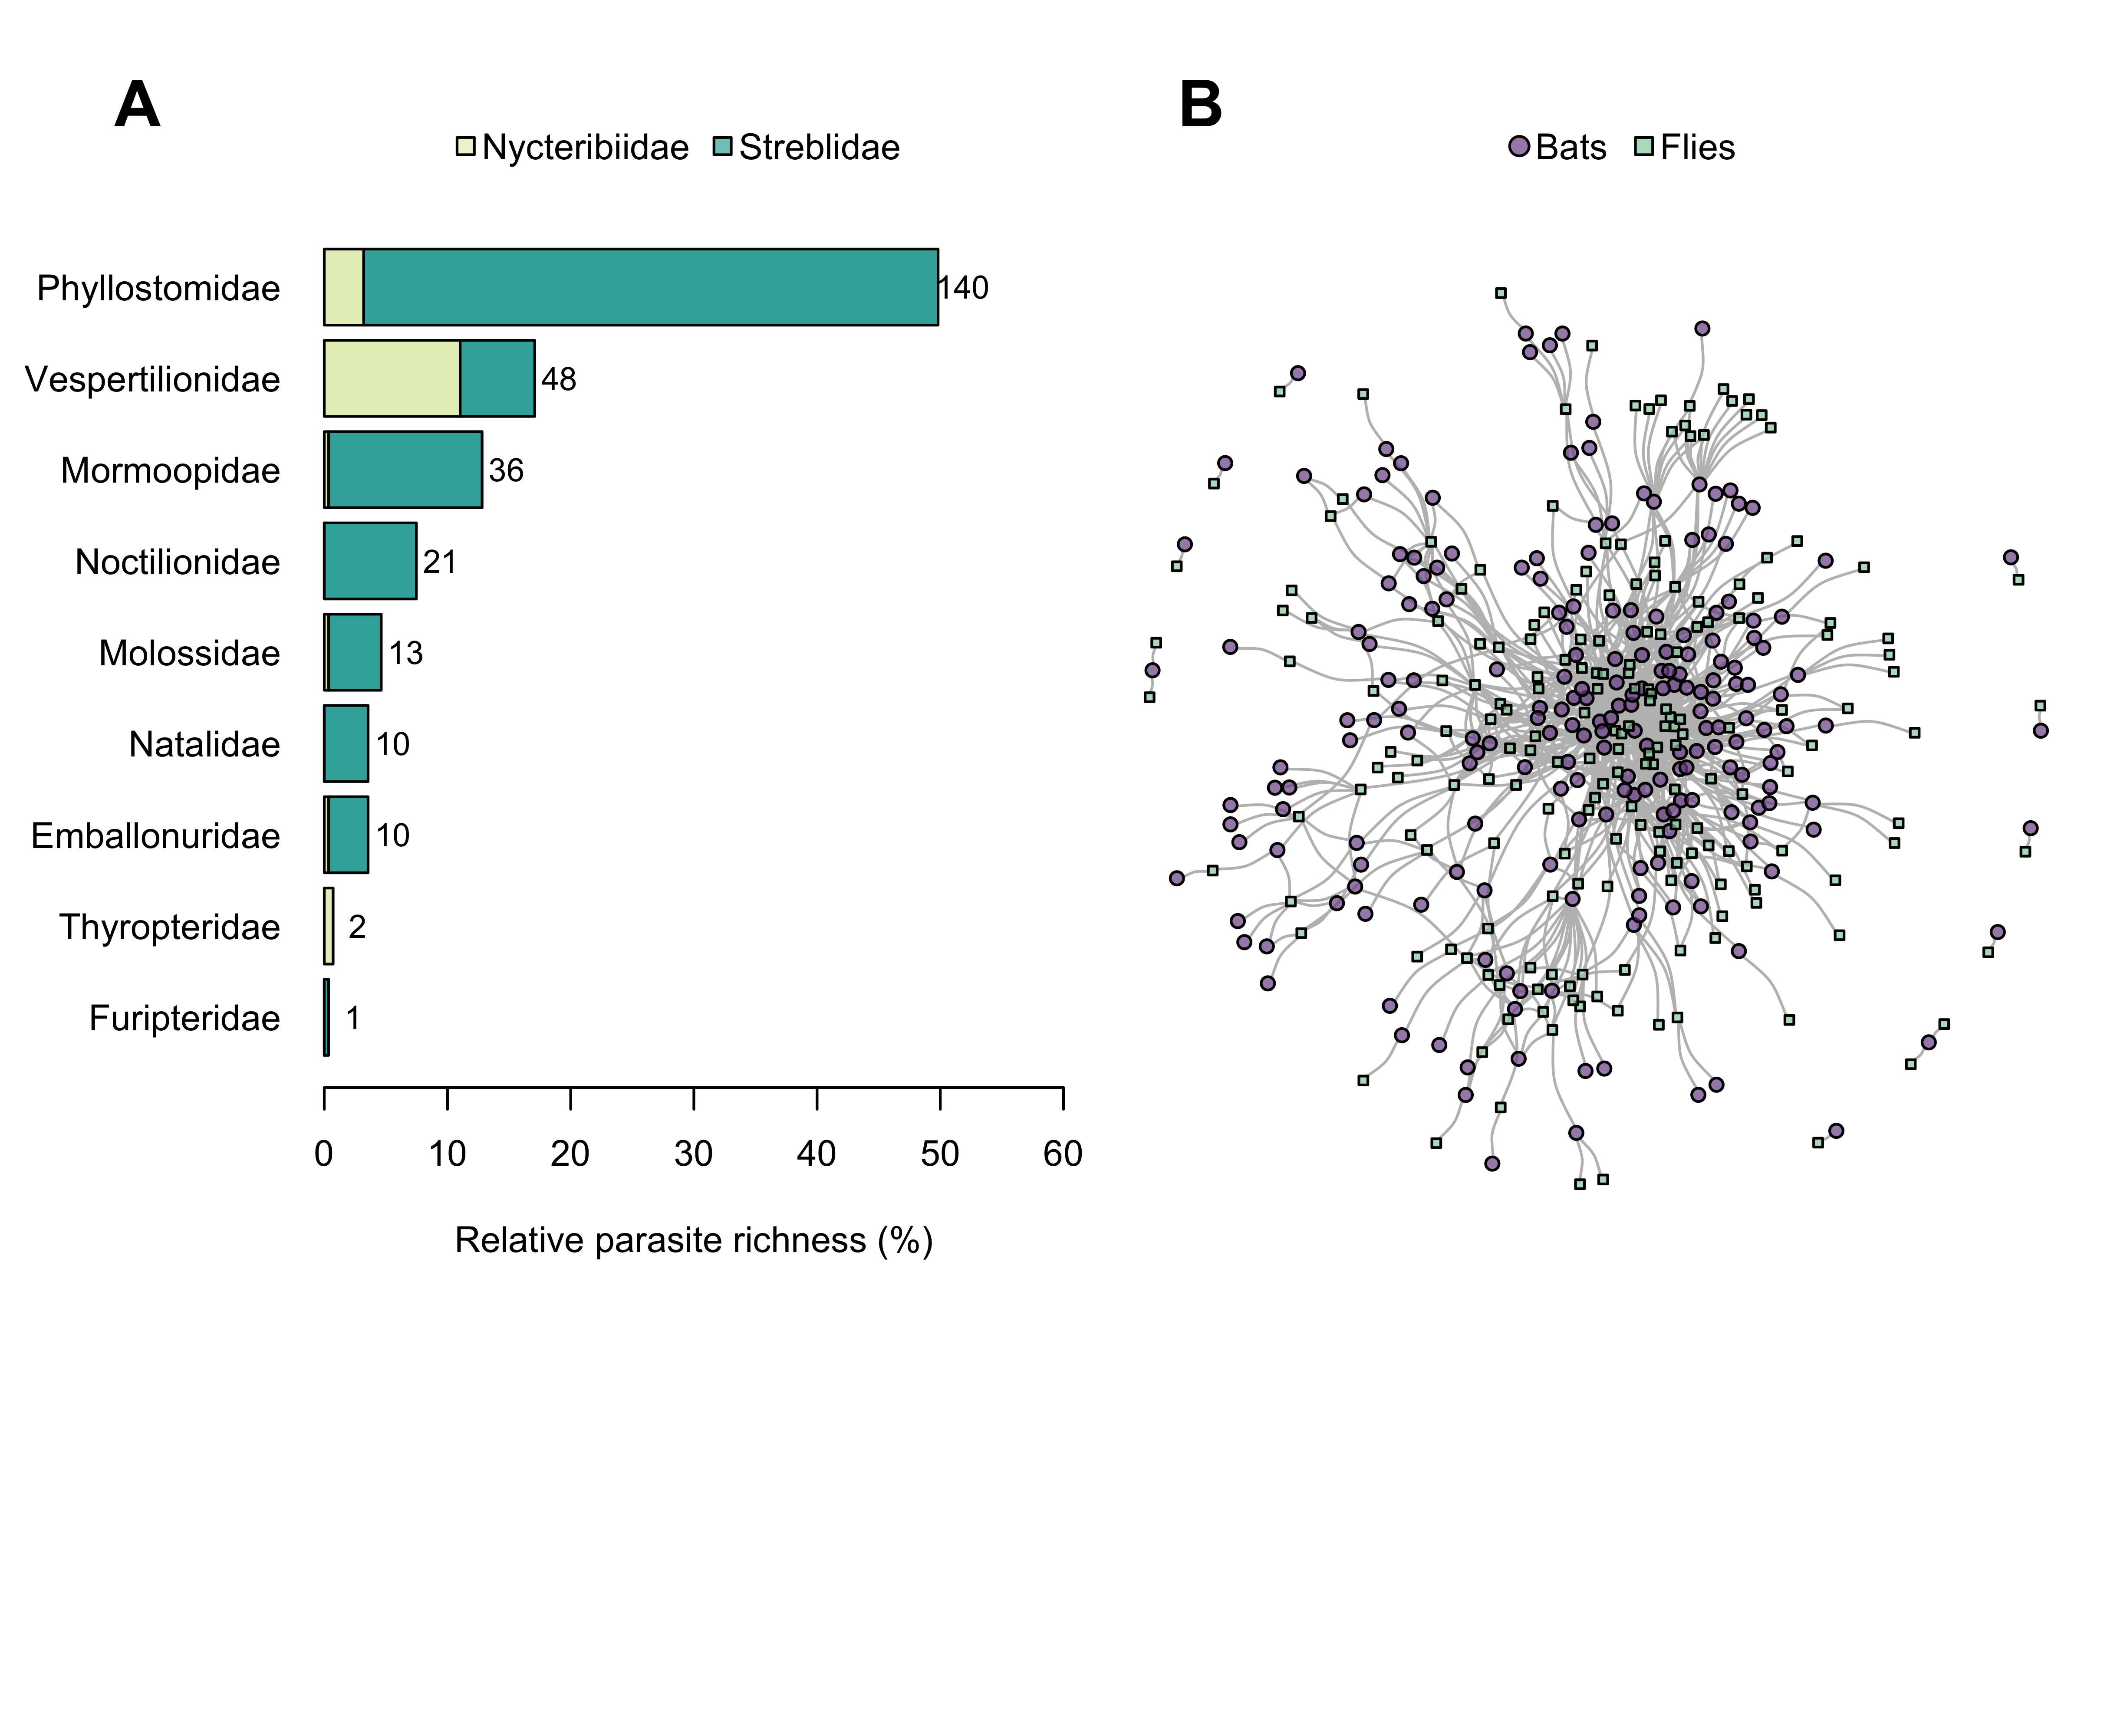 A
Nycteribiidae Streblidae
Phyllostomidae 140
Vespertilionidae 48
Mormoopidae 36
Noctilionidae 21
Molossidae 13
Natalidae 10
Emballonuridae 10
Thyropteridae 2
Furipteridae 1
0 10 20 30 40 50 60
Relative parasite richness (%)
B
Bats Flies